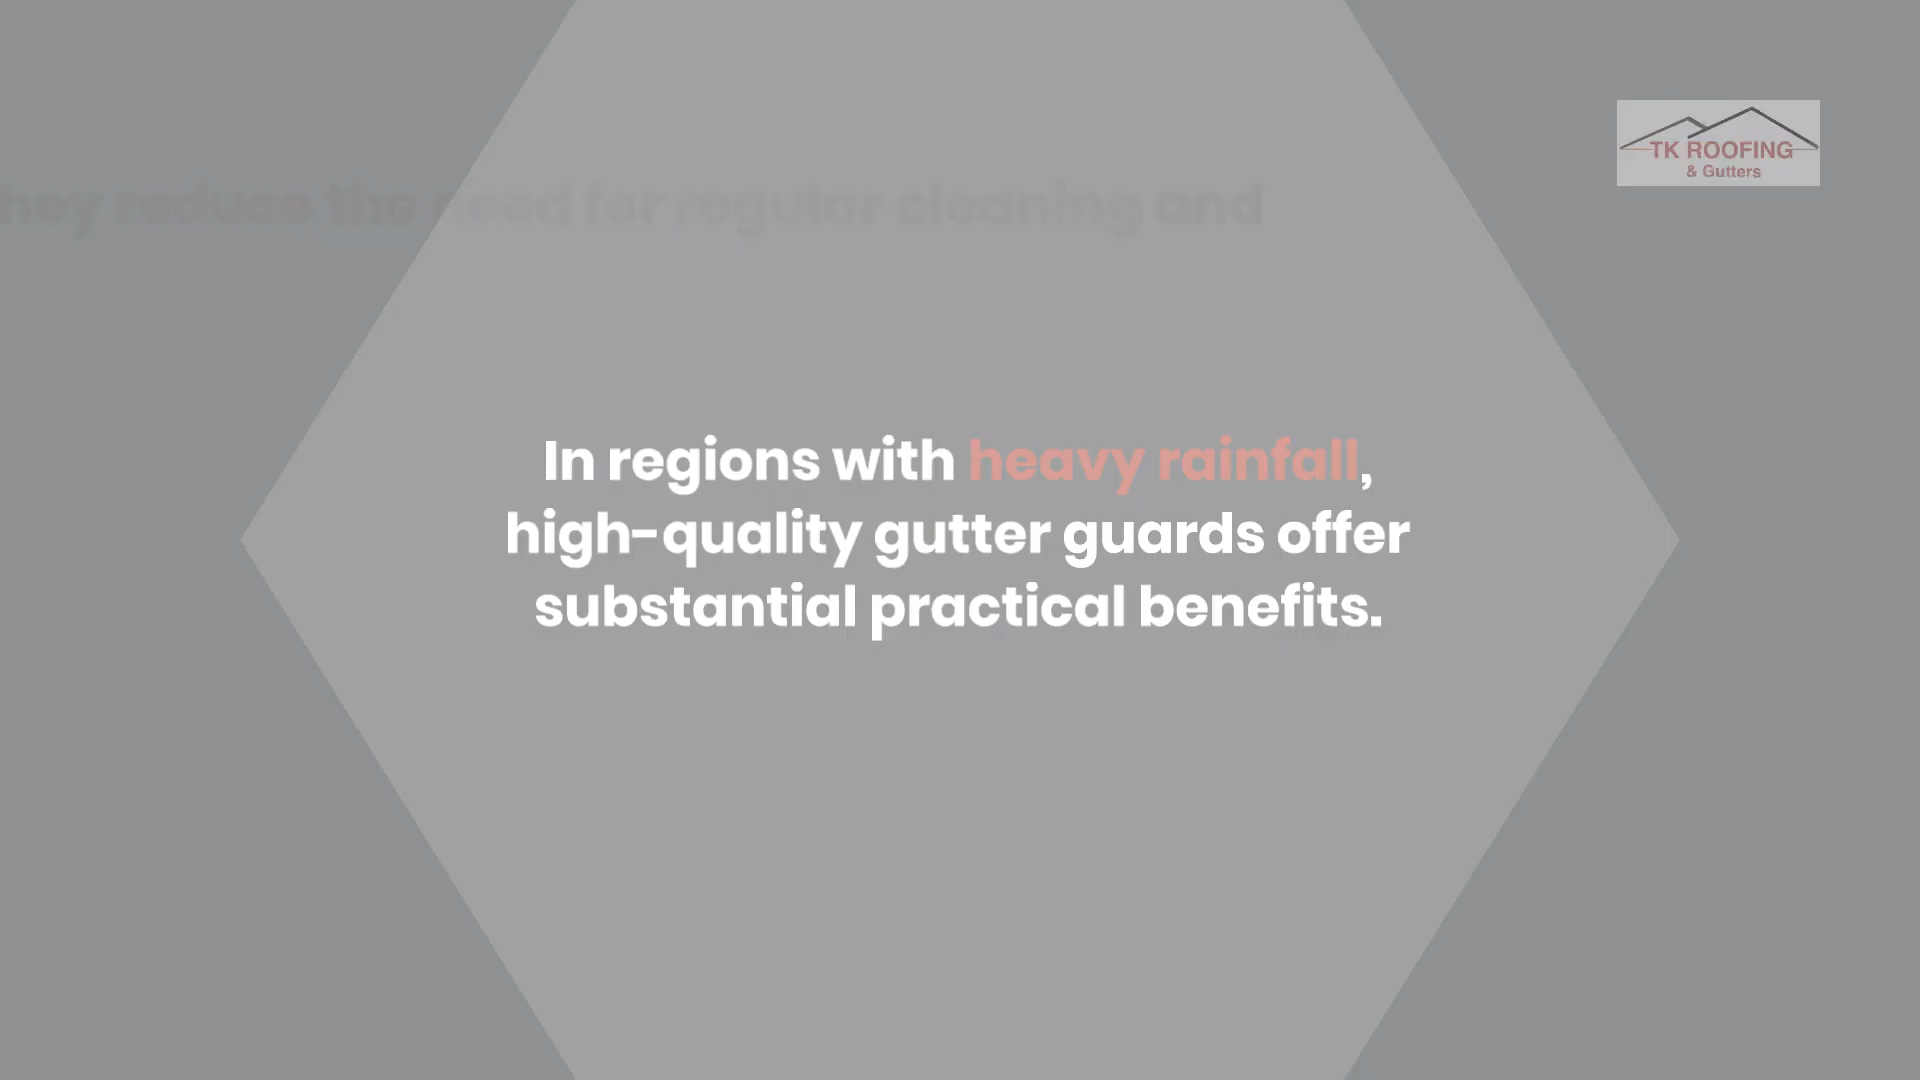 TK ROOFING
& Gutters
hey reduce the need for regular cleaning and
In regions with heavy rainfall,
high-quality gutter guards offer
substantial practical benefits.